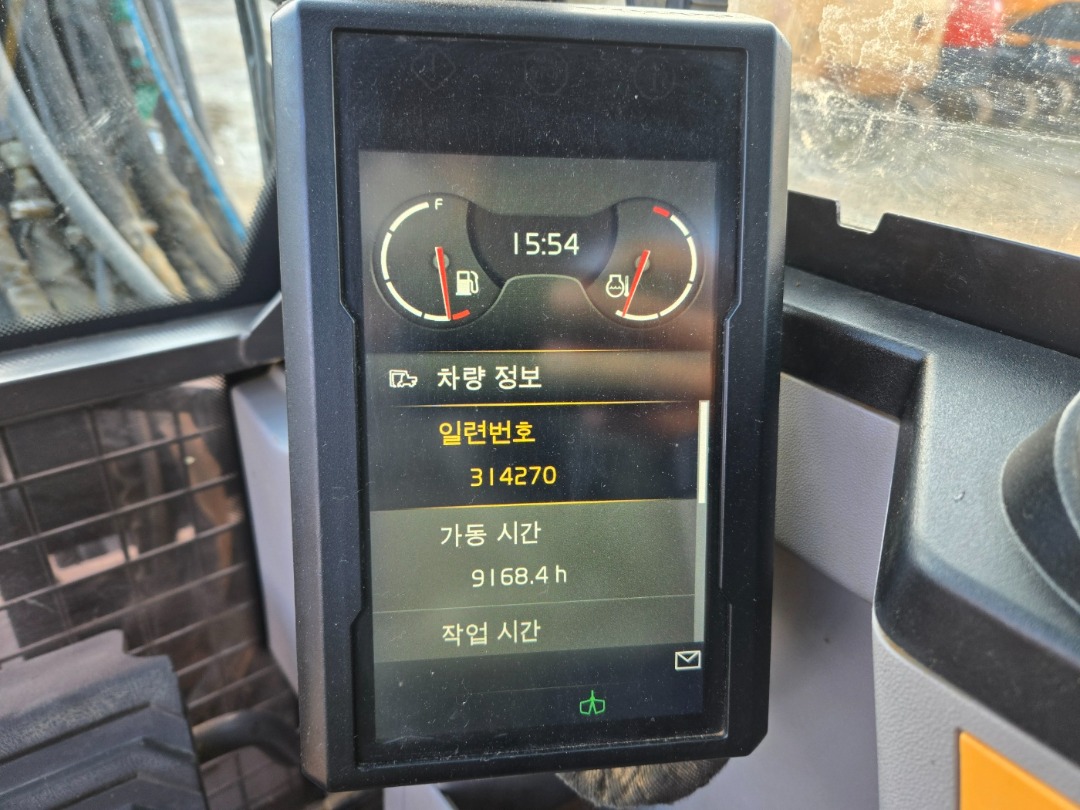 F
15:54
차량 정보
일련번호
314270
가동 시간
9168.4 h
작업 시간